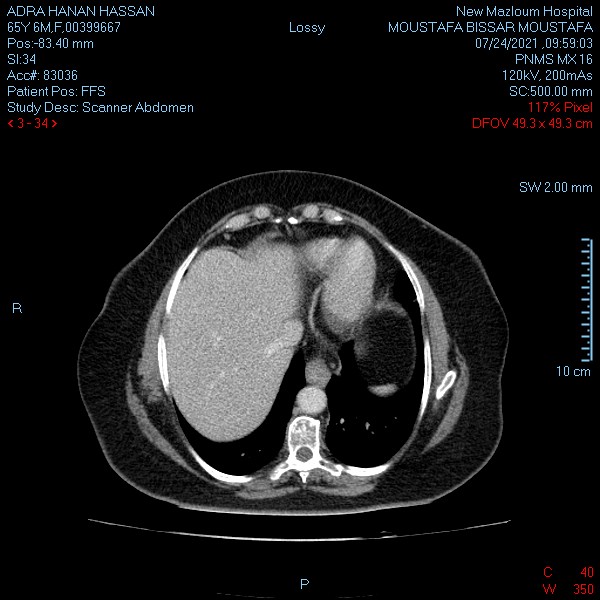 ADRA HANAN HASSAN
65Y 6M,F,00399667
Pos:-83.40 mm
SI:34
Acc#: 83036
Patient Pos: FFS
Study Desc: Scanner Abdomen
< 3 - 34 >
Lossy
New Mazloum Hospital
MOUSTAFA BISSAR MOUSTAFA
07/24/2021 ,09:59:03
PNMS MX 16
120kV, 200mAs
SC:500.00 mm
117% Pixel
DFOV 49.3 x 49.3 cm
SW 2.00 mm
R
10 cm
P
C 40
W 350